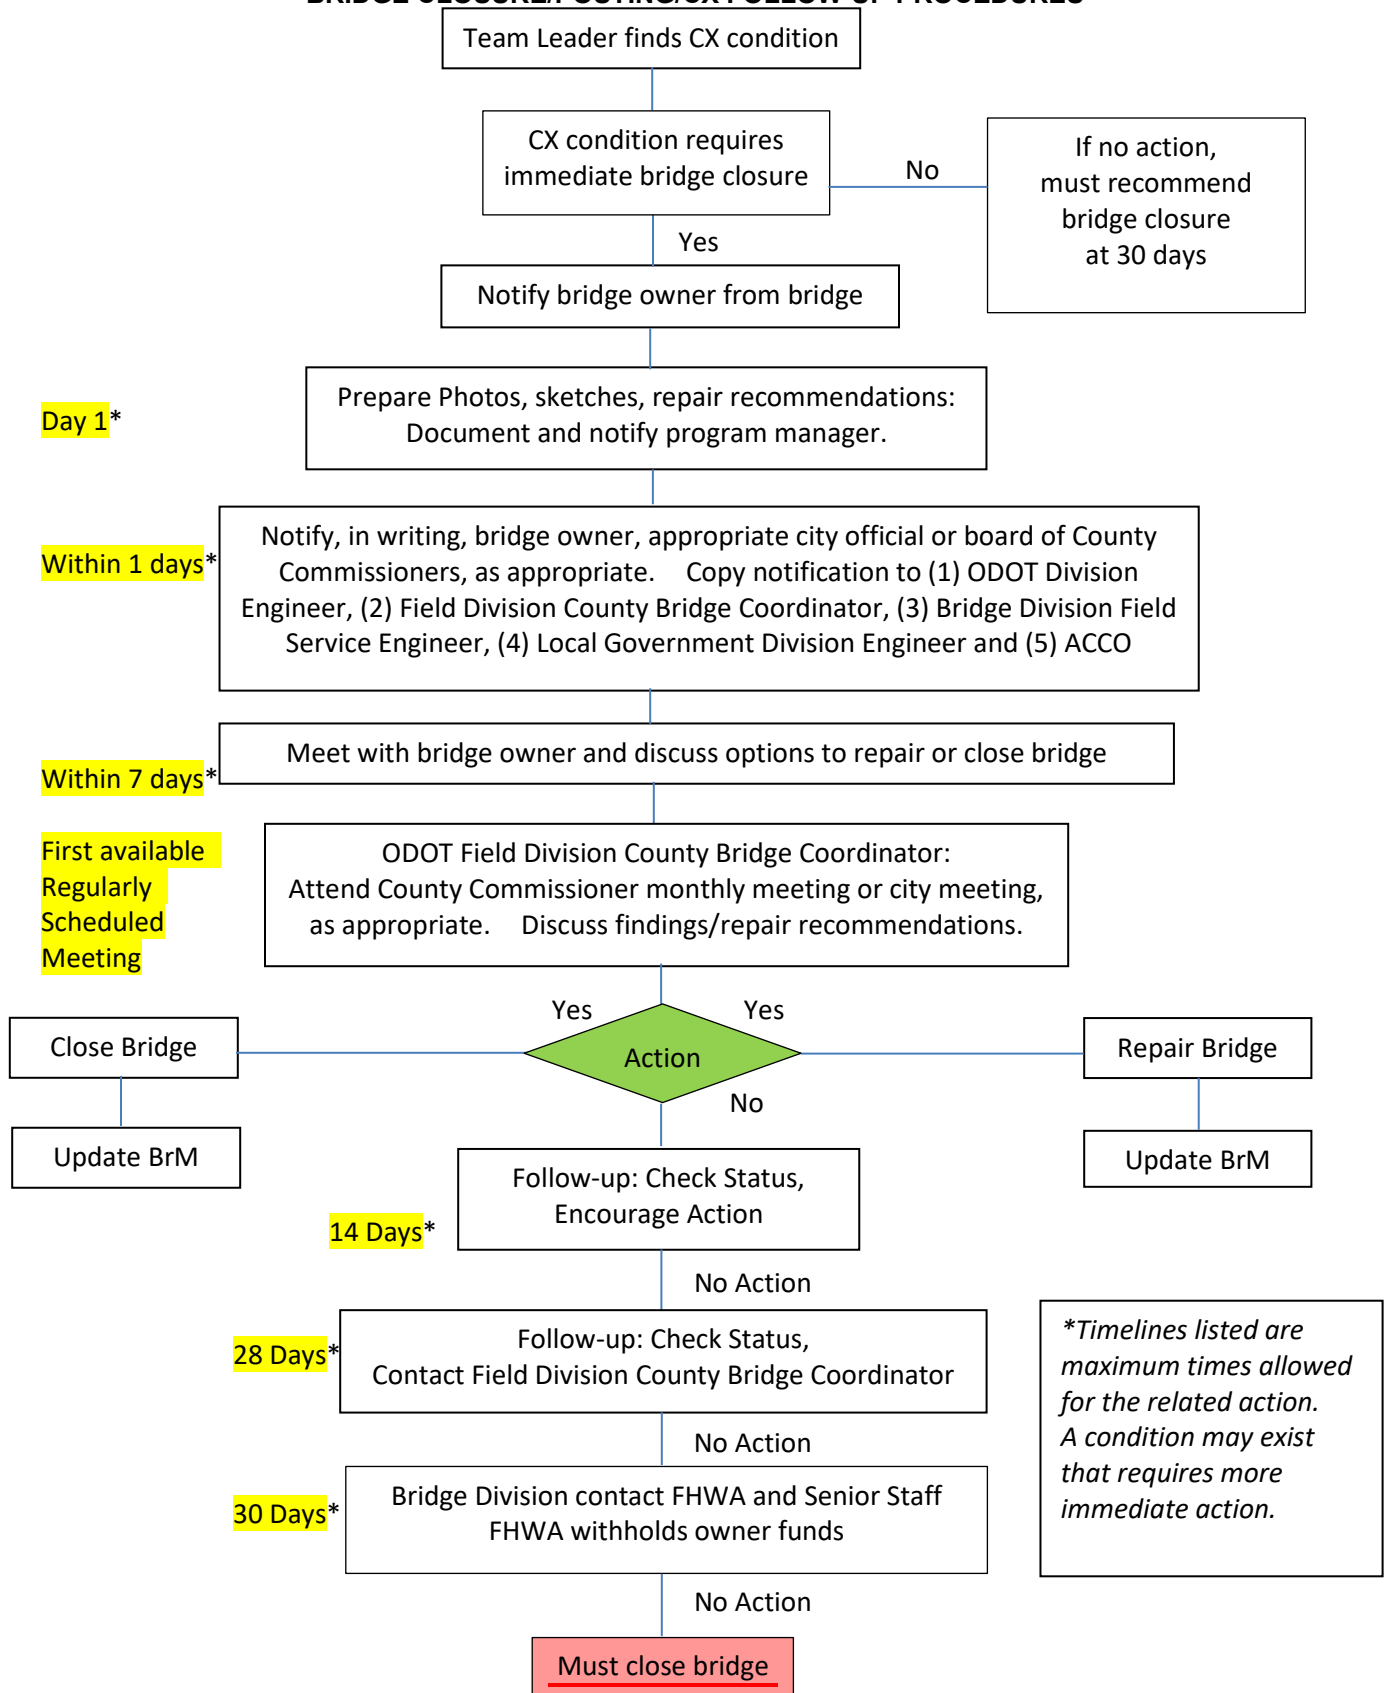 BRIDGE CLOSURE/POSTING/CX FOLLOW-UP PROCEDURES
Team Leader finds CX condition
CX condition requires
immediate bridge closure
No
If no action,
must recommend
bridge closure
at 30 days
Yes
Notify bridge owner from bridge
Day 1*
Prepare Photos, sketches, repair recommendations:
Document and notify program manager.
Within 1 days*
Notify, in writing, bridge owner, appropriate city official or board of County
Commissioners, as appropriate. Copy notification to (1) ODOT Division
Engineer, (2) Field Division County Bridge Coordinator, (3) Bridge Division Field
Service Engineer, (4) Local Government Division Engineer and (5) ACCO
Within 7 days*
Meet with bridge owner and discuss options to repair or close bridge
First available
Regularly
Scheduled
Meeting
ODOT Field Division County Bridge Coordinator:
Attend County Commissioner monthly meeting or city meeting,
as appropriate. Discuss findings/repair recommendations.
Yes
Yes
Close Bridge
Action
Repair Bridge
No
Update BrM
Update BrM
Follow-up: Check Status,
Encourage Action
14 Days*
No Action
28 Days*
Follow-up: Check Status,
Contact Field Division County Bridge Coordinator
No Action
30 Days*
Bridge Division contact FHWA and Senior Staff
FHWA withholds owner funds
*Timelines listed are
maximum times allowed
for the related action.
A condition may exist
that requires more
immediate action.
No Action
Must close bridge